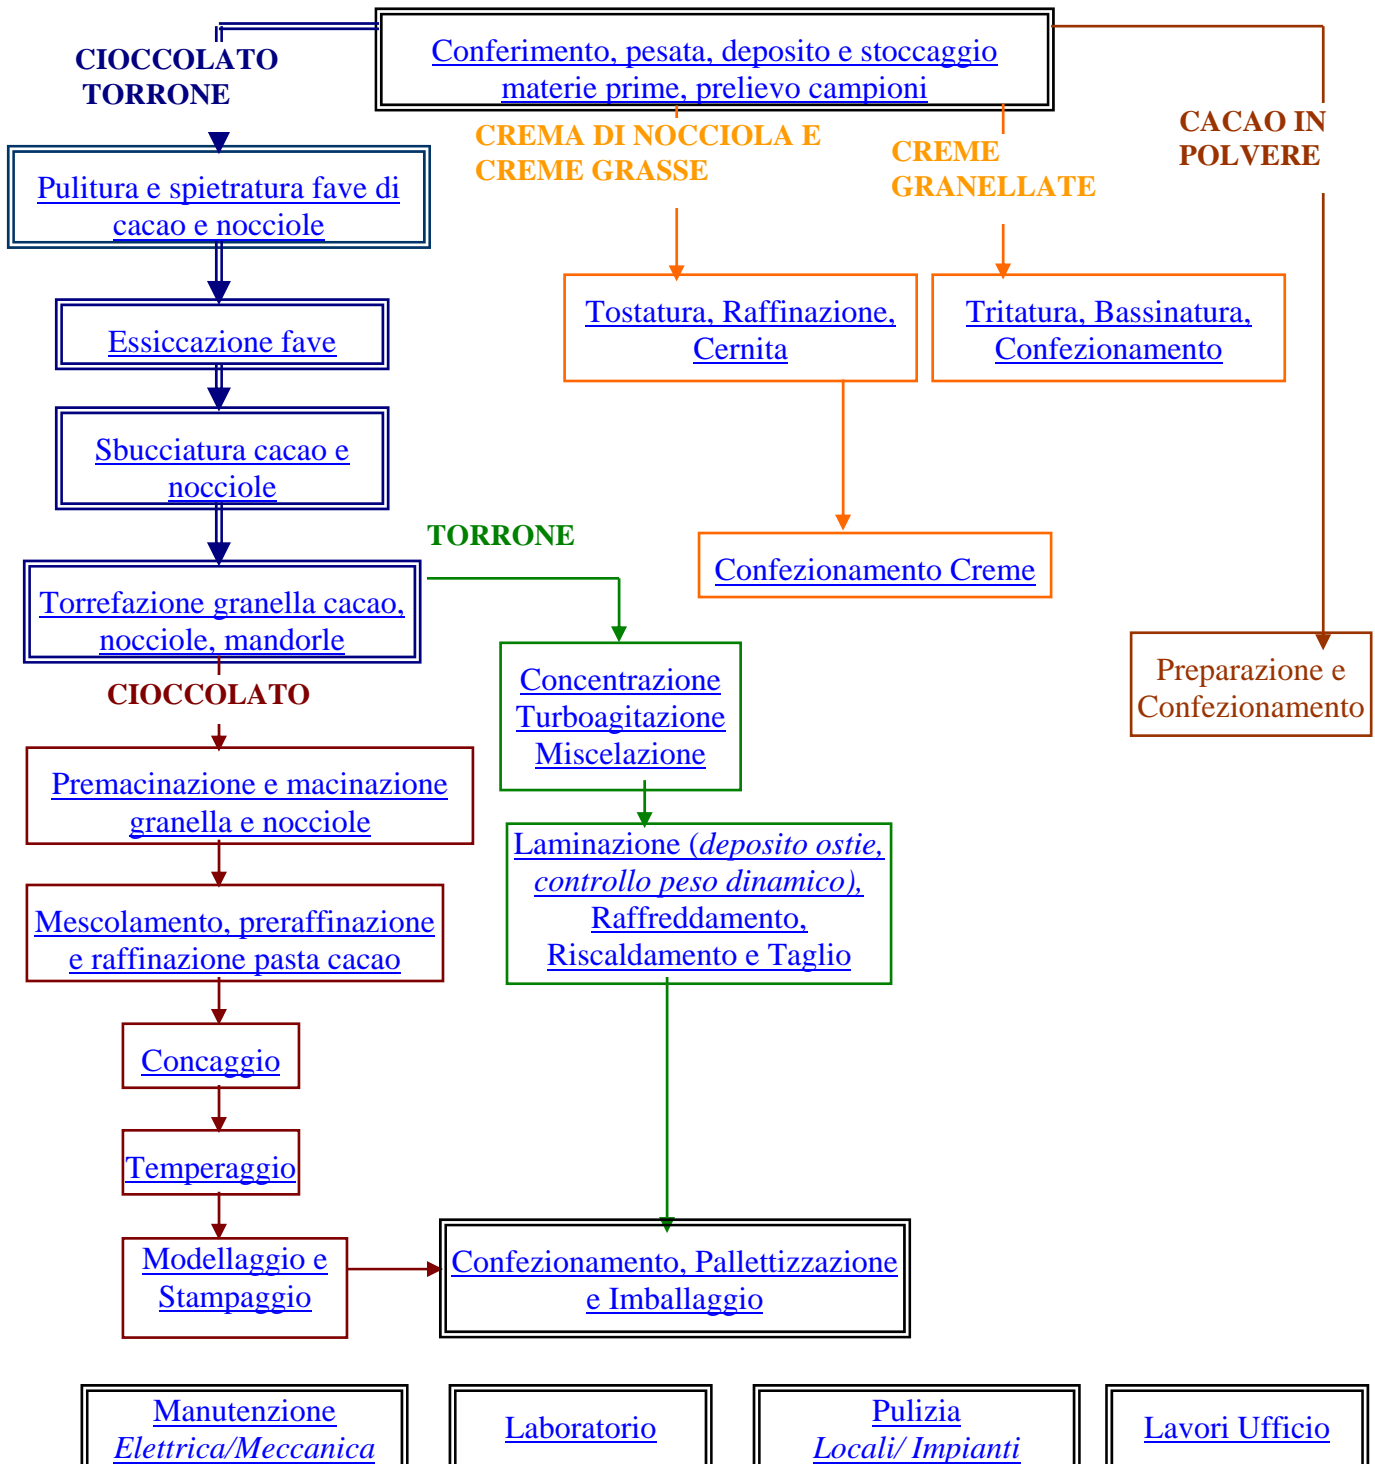 Conferimento, pesata, deposito e stoccaggio
materie prime, prelievo campioni
CIOCCOLATO
TORRONE
CREMA DI NOCCIOLA E
CREME GRASSE
CREME
GRANELLATE
CACAO IN
POLVERE
Pulitura e spietratura fave di
cacao e nocciole
Essiccazione fave
Tostatura, Raffinazione,
Cernita
Tritatura, Bassinatura,
Confezionamento
Sbucciatura cacao e
nocciole
TORRONE
Confezionamento Creme
Torrefazione granella cacao,
nocciole, mandorle
CIOCCOLATO
Concentrazione
Turboagitazione
Miscelazione
Preparazione e
Confezionamento
Premacinazione e macinazione
granella e nocciole
Laminazione (deposito ostie,
controllo peso dinamico),
Raffreddamento,
Riscaldamento e Taglio
Mescolamento, preraffinazione
e raffinazione pasta cacao
Concaggio
Temperaggio
Modellaggio e
Stampaggio
Confezionamento, Pallettizzazione
e Imballaggio
Manutenzione
Elettrica/Meccanica
Laboratorio
Pulizia
Locali/ Impianti
Lavori Ufficio